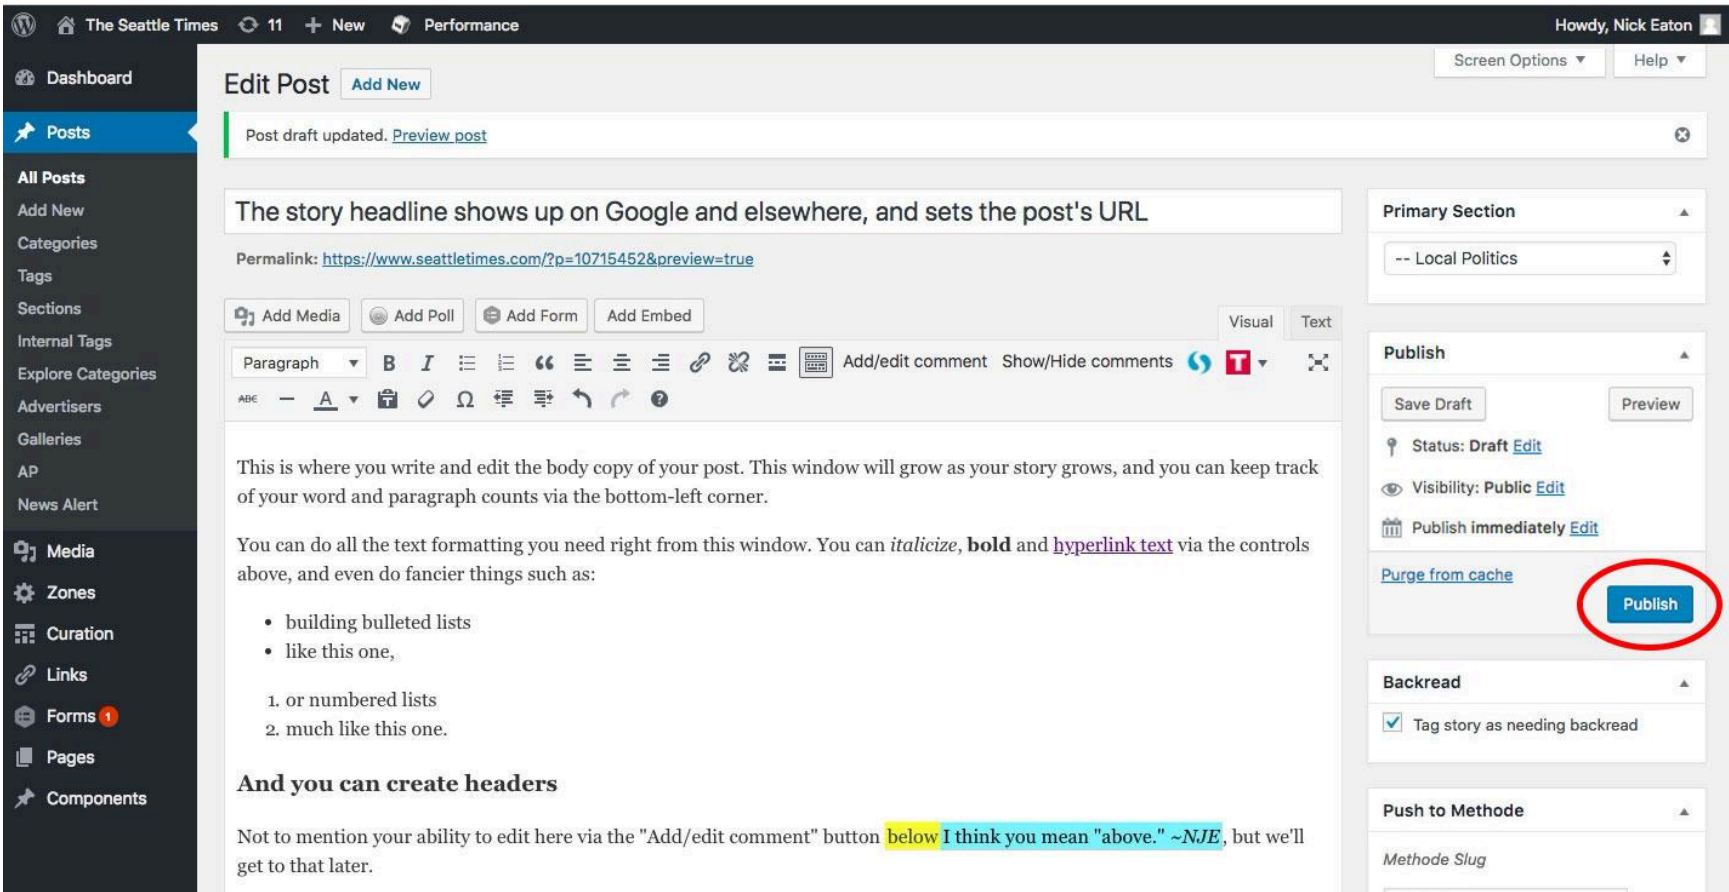 The Seattle Times 11 New Performance Howdy, Nick Eaton
Dashboard
Posts
All Posts
Add New
Categories
Tags
Sections
Internal Tags
Explore Categories
Advertisers
Galleries
AP
News Alert
Media
Zones
Curation
Links
Forms 1
Pages
Components
Screen Options Help
Edit Post Add New
Post draft updated. Preview post
The story headline shows up on Google and elsewhere, and sets the post's URL
Permalink: https://www.seattletimes.com/?p=10715452&preview=true
Add Media Add Poll Add Form Add Embed
Visual Text
Paragraph B I Add/edit comment Show/Hide comments T
ABE A Ω
This is where you write and edit the body copy of your post. This window will grow as your story grows, and you can keep track
of your word and paragraph counts via the bottom-left corner.
You can do all the text formatting you need right from this window. You can italicize, bold and hyperlink text via the controls
above, and even do fancier things such as:
• building bulleted lists
• like this one,
1. or numbered lists
2. much like this one.
And you can create headers
Not to mention your ability to edit here via the "Add/edit comment" button below I think you mean "above." ~NJE, but we'll
get to that later.
Primary Section
-- Local Politics
Publish
Save Draft Preview
Status: Draft Edit
Visibility: Public Edit
Publish immediately Edit
Purge from cache
Publish
Backread
Tag story as needing backread
Push to Methode
Methode Slug